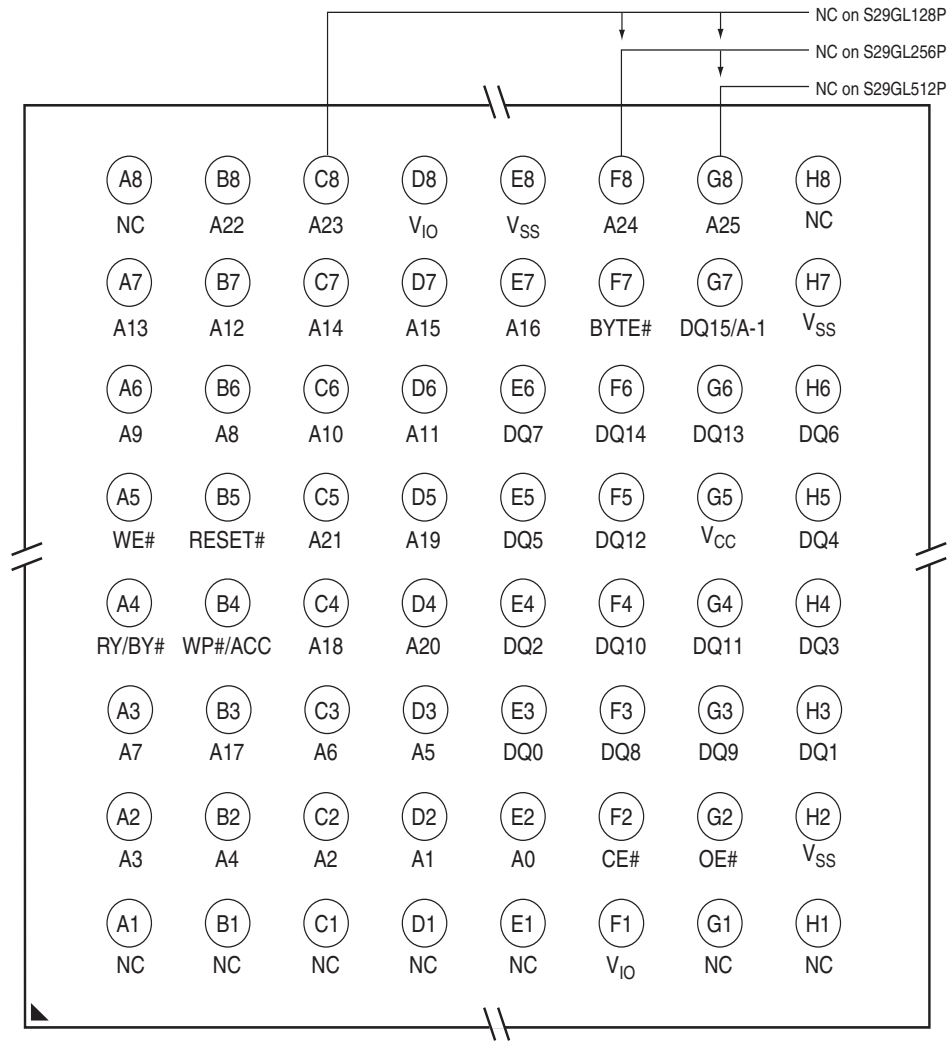 NC on S29GL128P
NC on S29GL256P
NC on S29GL512P
A8 B8 C8 D8 E8 F8 G8 H8
NC A22 A23 VIO VSS A24 A25 NC
A7 B7 C7 D7 E7 F7 G7 H7
A13 A12 A14 A15 A16 BYTE# DQ15/A-1 VSS
A6 B6 C6 D6 E6 F6 G6 H6
A9 A8 A10 A11 DQ7 DQ14 DQ13 DQ6
A5 B5 C5 D5 E5 F5 G5 H5
WE# RESET# A21 A19 DQ5 DQ12 VCC DQ4
A4 B4 C4 D4 E4 F4 G4 H4
RY/BY# WP#/ACC A18 A20 DQ2 DQ10 DQ11 DQ3
A3 B3 C3 D3 E3 F3 G3 H3
A7 A17 A6 A5 DQ0 DQ8 DQ9 DQ1
A2 B2 C2 D2 E2 F2 G2 H2
A3 A4 A2 A1 A0 CE# OE# VSS
A1 B1 C1 D1 E1 F1 G1 H1
NC NC NC NC NC VIO NC NC